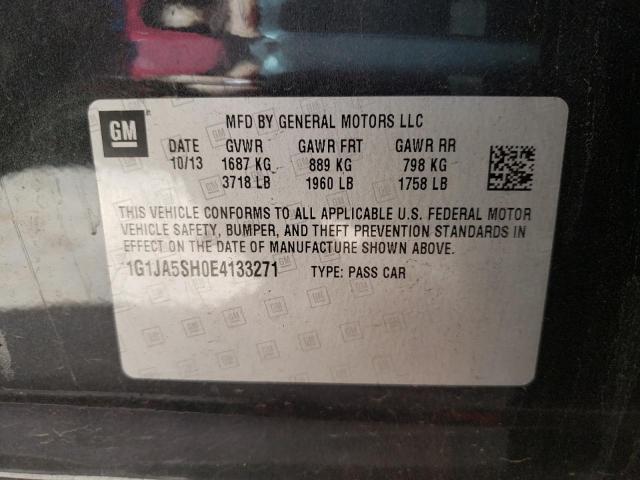 GM
MFD BY GENERAL MOTORS LLC
DATE GVWR GAWR FRT GAWR RR
10/13 1687 KG 889 KG 798 KG
3718 LB 1960 LB 1758 LB
THIS VEHICLE CONFORMS TO ALL APPLICABLE U.S. FEDERAL MOTOR
VEHICLE SAFETY, BUMPER, AND THEFT PREVENTION STANDARDS IN
EFFECT ON THE DATE OF MANUFACTURE SHOWN ABOVE.
1G1JA5SH0E4133271 TYPE: PASS CAR